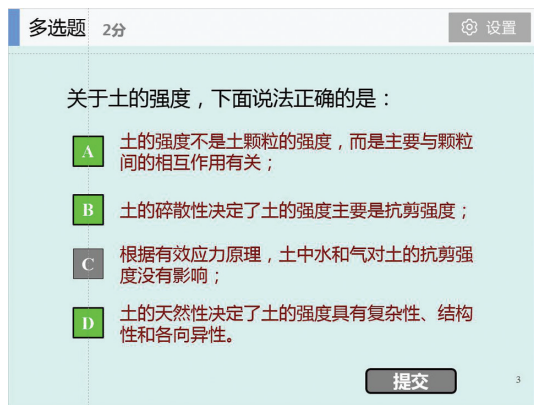 多选题 2分
设置
关于土的强度，下面说法正确的是：
A 土的强度不是土颗粒的强度，而是主要与颗粒
间的相互作用有关；
B 土的碎散性决定了土的强度主要是抗剪强度；
C 根据有效应力原理，土中水和气对土的抗剪强
度没有影响；
D 土的天然性决定了土的强度具有复杂性、结构
性和各向异性。
提交
3